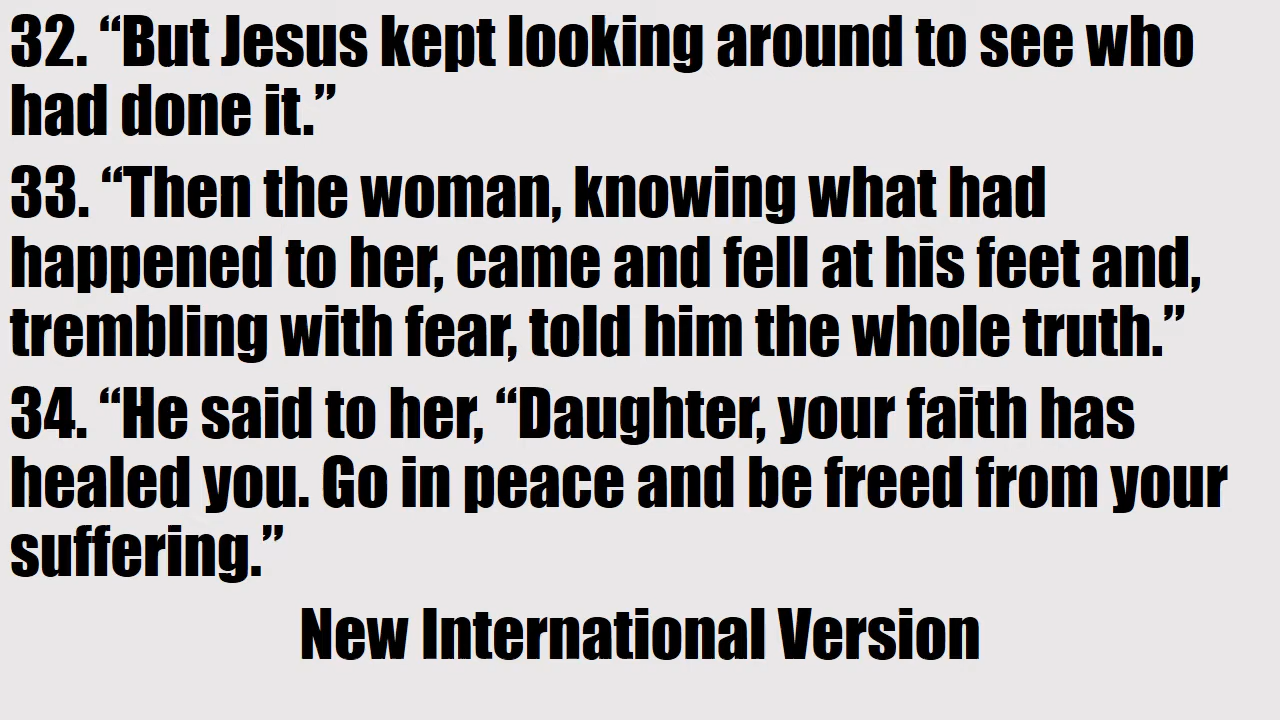 32. “But Jesus kept looking around to see who
had done it.”
33. “Then the woman, knowing what had
happened to her, came and fell at his feet and,
trembling with fear, told him the whole truth.”
34. “He said to her, “Daughter, your faith has
healed you. Go in peace and be freed from your
suffering.”
New International Version